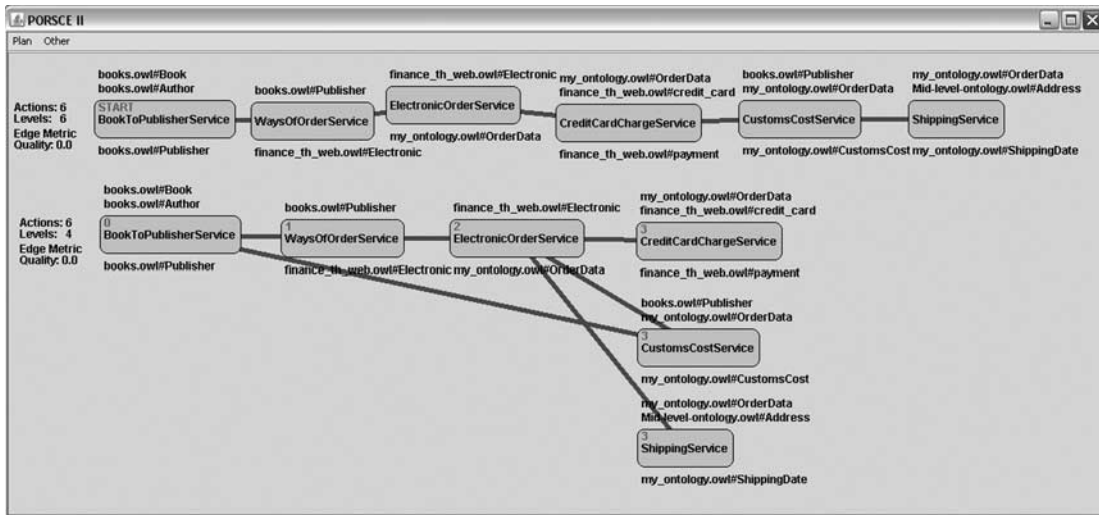 PORSCE II
Plan Other
books.owl#Book
books.owl#Author
START
BookToPublisherService
books.owl#Publisher
books.owl#Publisher
WaysOfOrderService
finance_th_web.owl#Electronic
finance_th_web.owl#Electronic
ElectronicOrderService
my_ontology.owl#OrderData
my_ontology.owl#OrderData
finance_th_web.owl#credit_card
CreditCardChargeService
finance_th_web.owl#payment
books.owl#Publisher
my_ontology.owl#OrderData
CustomsCostService
my_ontology.owl#CustomsCost
my_ontology.owl#OrderData
Mid-level-ontology.owl#Address
ShippingService
my_ontology.owl#ShippingDate
Actions: 6
Levels: 6
Edge Metric
Quality: 0.0
books.owl#Book
books.owl#Author
0
BookToPublisherService
books.owl#Publisher
books.owl#Publisher
1
WaysOfOrderService
finance_th_web.owl#Electronic
finance_th_web.owl#Electronic
2
ElectronicOrderService
my_ontology.owl#OrderData
my_ontology.owl#OrderData
finance_th_web.owl#credit_card
3
CreditCardChargeService
finance_th_web.owl#payment
Actions: 6
Levels: 4
Edge Metric
Quality: 0.0
books.owl#Publisher
my_ontology.owl#OrderData
3
CustomsCostService
my_ontology.owl#CustomsCost
my_ontology.owl#OrderData
Mid-level-ontology.owl#Address
3
ShippingService
my_ontology.owl#ShippingDate